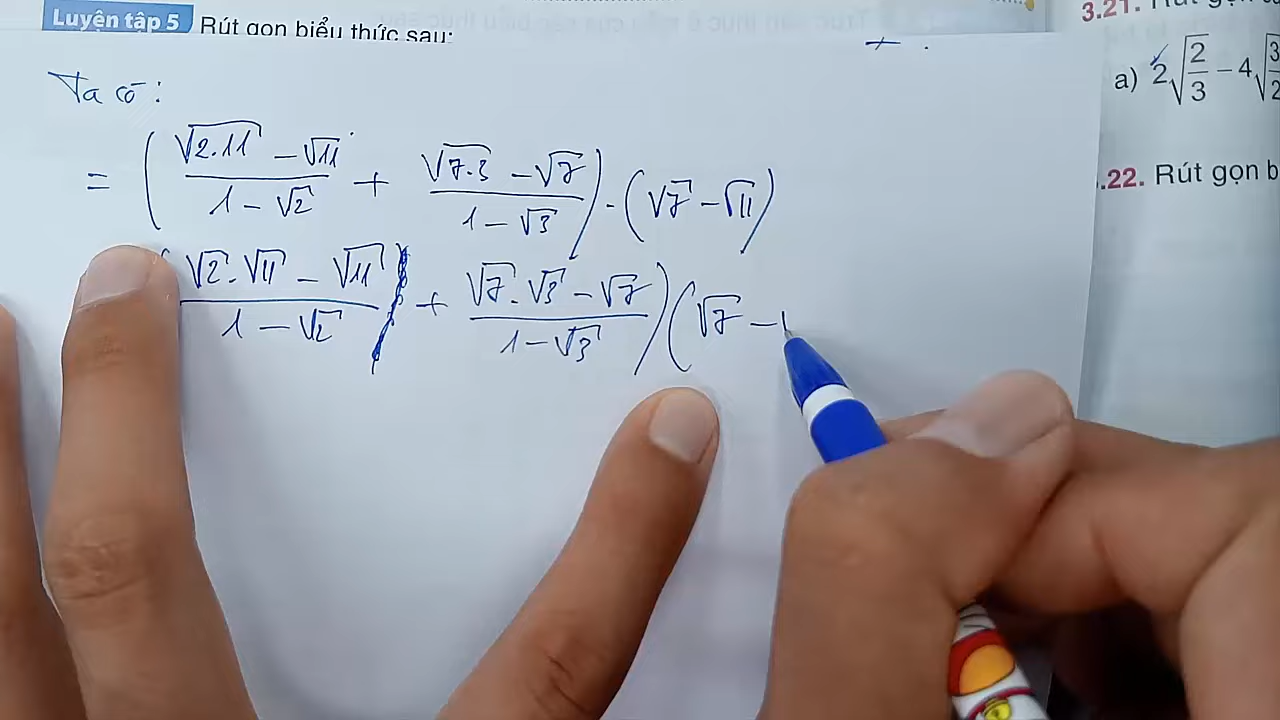 Luyện tập 5 Rút gọn biểu thức sau:
3.21.
a) 2√(2/3) − 4√(3/2
.22. Rút gọn b
Ta có:
= ( (√2.11 − √11)/(1 − √2) + (√7.3 − √7)/(1 − √3) ) . (√7 − √11)
( (√2.√11 − √11)/(1 − √2) + (√7.√3 − √7)/(1 − √3) ) (√7 −